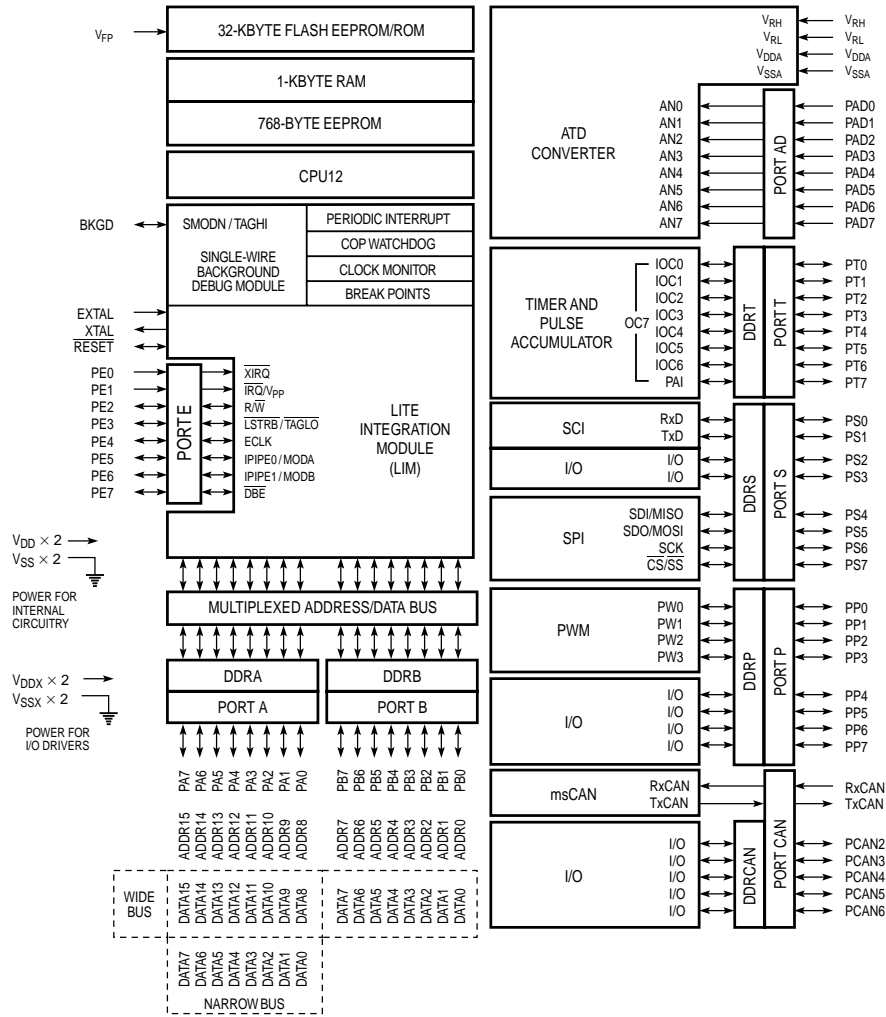 VFP
32-KBYTE FLASH EEPROM/ROM
1-KBYTE RAM
768-BYTE EEPROM
CPU12
BKGD
SMODN / TAGHI
SINGLE-WIRE
BACKGROUND
DEBUG MODULE
PERIODIC INTERRUPT
COP WATCHDOG
CLOCK MONITOR
BREAK POINTS
EXTAL
XTAL
RESET
PE0
PE1
PE2
PE3
PE4
PE5
PE6
PE7
PORT E
XIRQ
IRQ/VPP
R/W
LSTRB / TAGLO
ECLK
IPIPE0 / MODA
IPIPE1 / MODB
DBE
LITE
INTEGRATION
MODULE
(LIM)
VDD × 2
VSS × 2
POWER FOR
INTERNAL
CIRCUITRY
MULTIPLEXED ADDRESS/DATA BUS
VDDX × 2
VSSX × 2
POWER FOR
I/O DRIVERS
DDRA
DDRB
PORT A
PORT B
PA7
PA6
PA5
PA4
PA3
PA2
PA1
PA0
PB7
PB6
PB5
PB4
PB3
PB2
PB1
PB0
ADDR15
ADDR14
ADDR13
ADDR12
ADDR11
ADDR10
ADDR9
ADDR8
ADDR7
ADDR6
ADDR5
ADDR4
ADDR3
ADDR2
ADDR1
ADDR0
WIDE
BUS
DATA15
DATA14
DATA13
DATA12
DATA11
DATA10
DATA9
DATA8
DATA7
DATA6
DATA5
DATA4
DATA3
DATA2
DATA1
DATA0
DATA7
DATA6
DATA5
DATA4
DATA3
DATA2
DATA1
DATA0
NARROW BUS
ATD
CONVERTER
VRH
VRL
VDDA
VSSA
VRH
VRL
VDDA
VSSA
AN0
AN1
AN2
AN3
AN4
AN5
AN6
AN7
PORT AD
PAD0
PAD1
PAD2
PAD3
PAD4
PAD5
PAD6
PAD7
TIMER AND
PULSE
ACCUMULATOR
OC7
IOC0
IOC1
IOC2
IOC3
IOC4
IOC5
IOC6
PAI
DDRT
PORT T
PT0
PT1
PT2
PT3
PT4
PT5
PT6
PT7
SCI
RxD
TxD
I/O
I/O
I/O
SPI
SDI/MISO
SDO/MOSI
SCK
CS/SS
DDRS
PORT S
PS0
PS1
PS2
PS3
PS4
PS5
PS6
PS7
PWM
PW0
PW1
PW2
PW3
I/O
I/O
I/O
I/O
I/O
DDRP
PORT P
PP0
PP1
PP2
PP3
PP4
PP5
PP6
PP7
msCAN
RxCAN
TxCAN
I/O
I/O
I/O
I/O
I/O
I/O
DDRCAN
PORT CAN
RxCAN
TxCAN
PCAN2
PCAN3
PCAN4
PCAN5
PCAN6